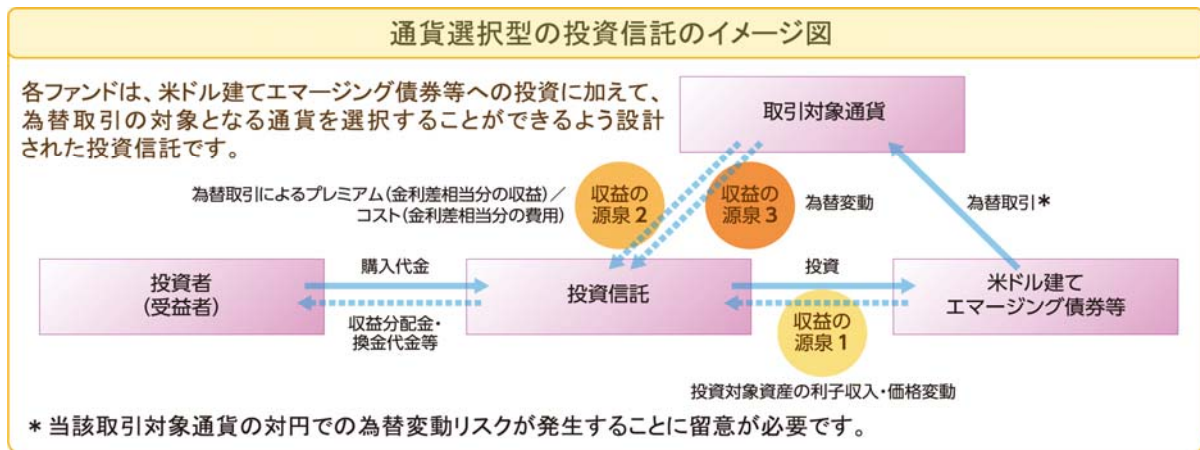 通貨選択型の投資信託のイメージ図
各ファンドは、米ドル建てエマージング債券等への投資に加えて、
為替取引の対象となる通貨を選択することができるよう設計
された投資信託です。
取引対象通貨
為替取引によるプレミアム(金利差相当分の収益)／
コスト(金利差相当分の費用)
収益の
源泉2
収益の
源泉3
為替変動
為替取引*
投資者
(受益者)
購入代金
収益分配金・
換金代金等
投資信託
投資
収益の
源泉1
米ドル建て
エマージング債券等
投資対象資産の利子収入・価格変動
* 当該取引対象通貨の対円での為替変動リスクが発生することに留意が必要です。